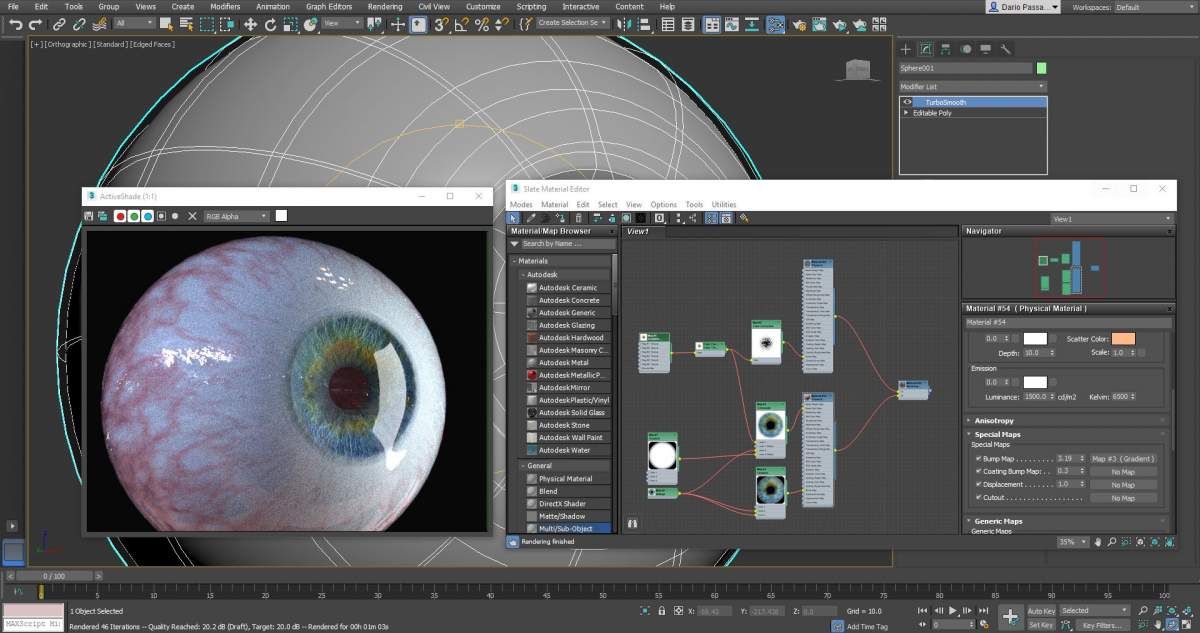 File Edit Tools Group Views Create Modifiers Animation Graph Editors Rendering Civil View Customize Scripting Interactive Content Help
Dario Passa...
Workspaces: Default
All
View
Create Selection Se
[+] [Orthographic] [Standard] [Edged Faces]
Sphere001
Modifier List
TurboSmooth
Editable Poly
ActiveShade (1:1)
RGB Alpha
Slate Material Editor
Modes Material Edit Select View Options Tools Utilities
View1
Material/Map Browser
Search by Name ...
- Materials
- Autodesk
Autodesk Ceramic
Autodesk Concrete
Autodesk Generic
Autodesk Glazing
Autodesk Hardwood
Autodesk Masonry C...
Autodesk Metal
Autodesk MetallicP...
Autodesk Mirror
Autodesk Plastic/Vinyl
Autodesk Solid Glass
Autodesk Stone
Autodesk Wall Paint
Autodesk Water
- General
Physical Material
Blend
DirectX Shader
Matte/Shadow
Multi/Sub-Object
View1
Navigator
Material #54 ( Physical Material )
Material #54
0.0 Scatter Color:
Depth: 10.0 Scale: 1.0
Emission
0.0
Luminance: 1500.0 cd/m2 Kelvin: 6500
Anisotropy
Special Maps
Special Maps
Bump Map 3.19 Map #3 ( Gradient )
Coating Bump Map: 0.3 No Map
Displacement 1.0 No Map
Cutout No Map
Generic Maps
Generic Maps
Rendering finished
35%
0 / 100
0 5 10 15 20 25 30 35 40 45 50 55 60 65 70 75 80 85 90 95 100
MAXScript Mi
1 Object Selected
Rendered 46 Iterations -- Quality Reached: 20.2 dB (Draft), Target: 20.0 dB -- Rendered for 00h 01m 03s
X: Y: Z: 0.0
Grid = 10.0
Add Time Tag
0
Auto Key Selected
Set Key Key Filters...